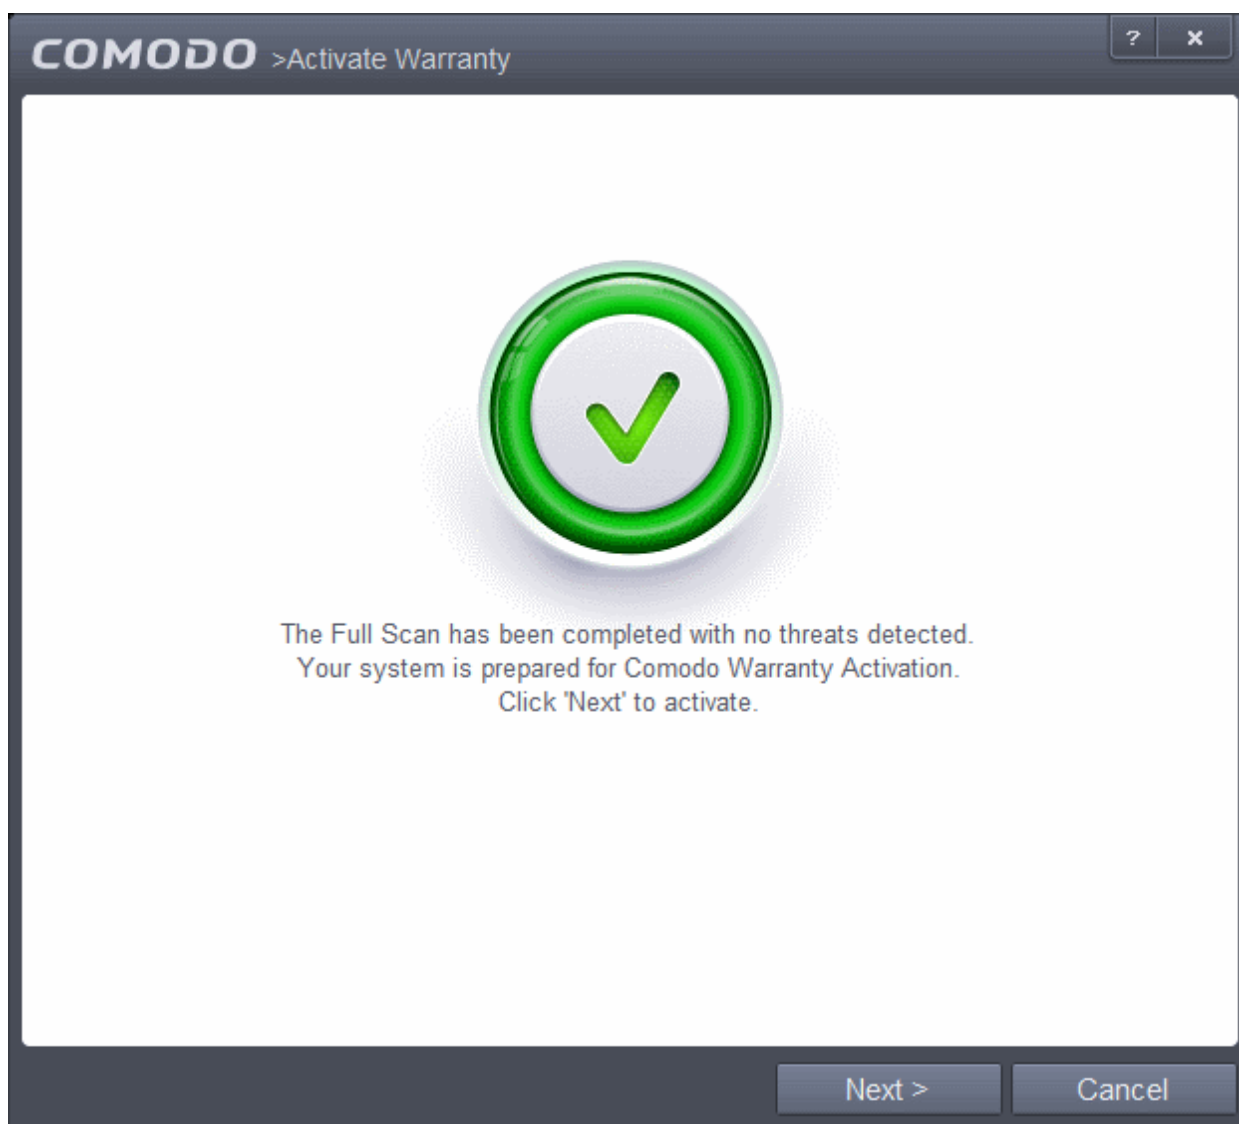 COMODO >Activate Warranty
? ×
The Full Scan has been completed with no threats detected.
Your system is prepared for Comodo Warranty Activation.
Click 'Next' to activate.
Next > Cancel